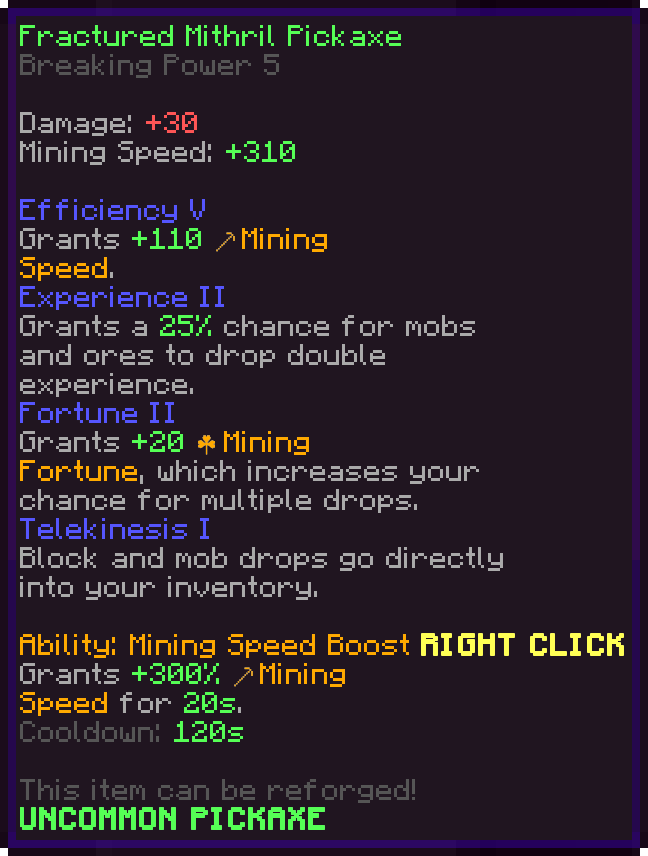 Fractured Mithril Pickaxe
Breaking Power 5
Damage: +30
Mining Speed: +310
Efficiency V
Grants +110 ⸕ Mining
Speed.
Experience II
Grants a 25% chance for mobs
and ores to drop double
experience.
Fortune II
Grants +20 ☘ Mining
Fortune, which increases your
chance for multiple drops.
Telekinesis I
Block and mob drops go directly
into your inventory.
Ability: Mining Speed Boost RIGHT CLICK
Grants +300% ⸕ Mining
Speed for 20s.
Cooldown: 120s
This item can be reforged!
UNCOMMON PICKAXE